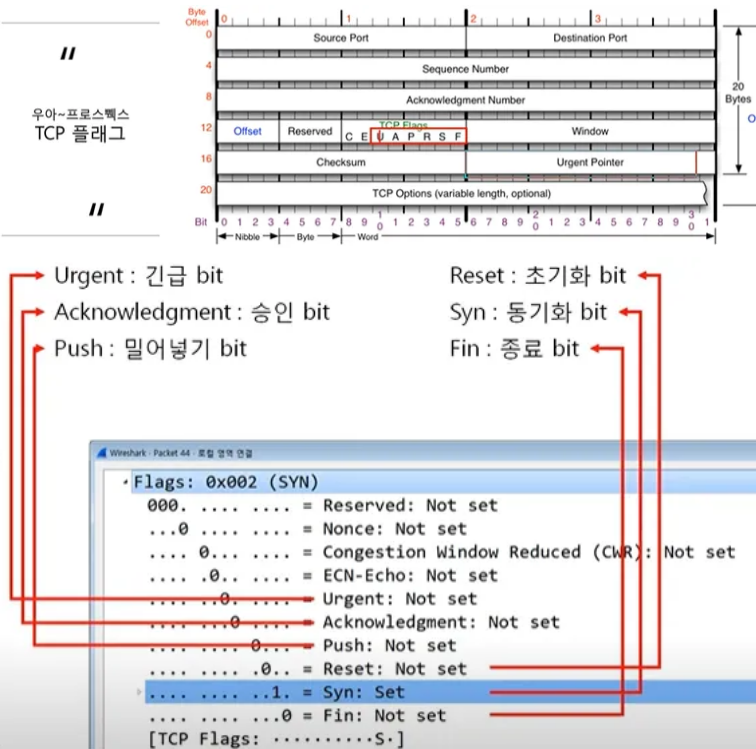 Byte Offset
0 1 2 3
0 Source Port Destination Port
4 Sequence Number
8 Acknowledgment Number
12 Offset Reserved TCP Flags C E U A P R S F Window
16 Checksum Urgent Pointer
20 TCP Options (variable length, optional)
Bit 0 1 2 3 4 5 6 7 8 9 10 1 2 3 4 5 6 7 8 9 20 1 2 3 4 5 6 7 8 9 30 1
Nibble Byte Word
20 Bytes
"
우아~프로스펙스
TCP 플래그
"
Urgent : 긴급 bit
Acknowledgment : 승인 bit
Push : 밀어넣기 bit
Reset : 초기화 bit
Syn : 동기화 bit
Fin : 종료 bit
Wireshark · Packet 44 · 로컬 영역 연결
Flags: 0x002 (SYN)
000. .... .... = Reserved: Not set
...0 .... .... = Nonce: Not set
.... 0... .... = Congestion Window Reduced (CWR): Not set
.... .0.. .... = ECN-Echo: Not set
.... ..0. .... = Urgent: Not set
.... ...0 .... = Acknowledgment: Not set
.... .... 0... = Push: Not set
.... .... .0.. = Reset: Not set
.... .... ..1. = Syn: Set
.... .... ...0 = Fin: Not set
[TCP Flags: ··········S·]